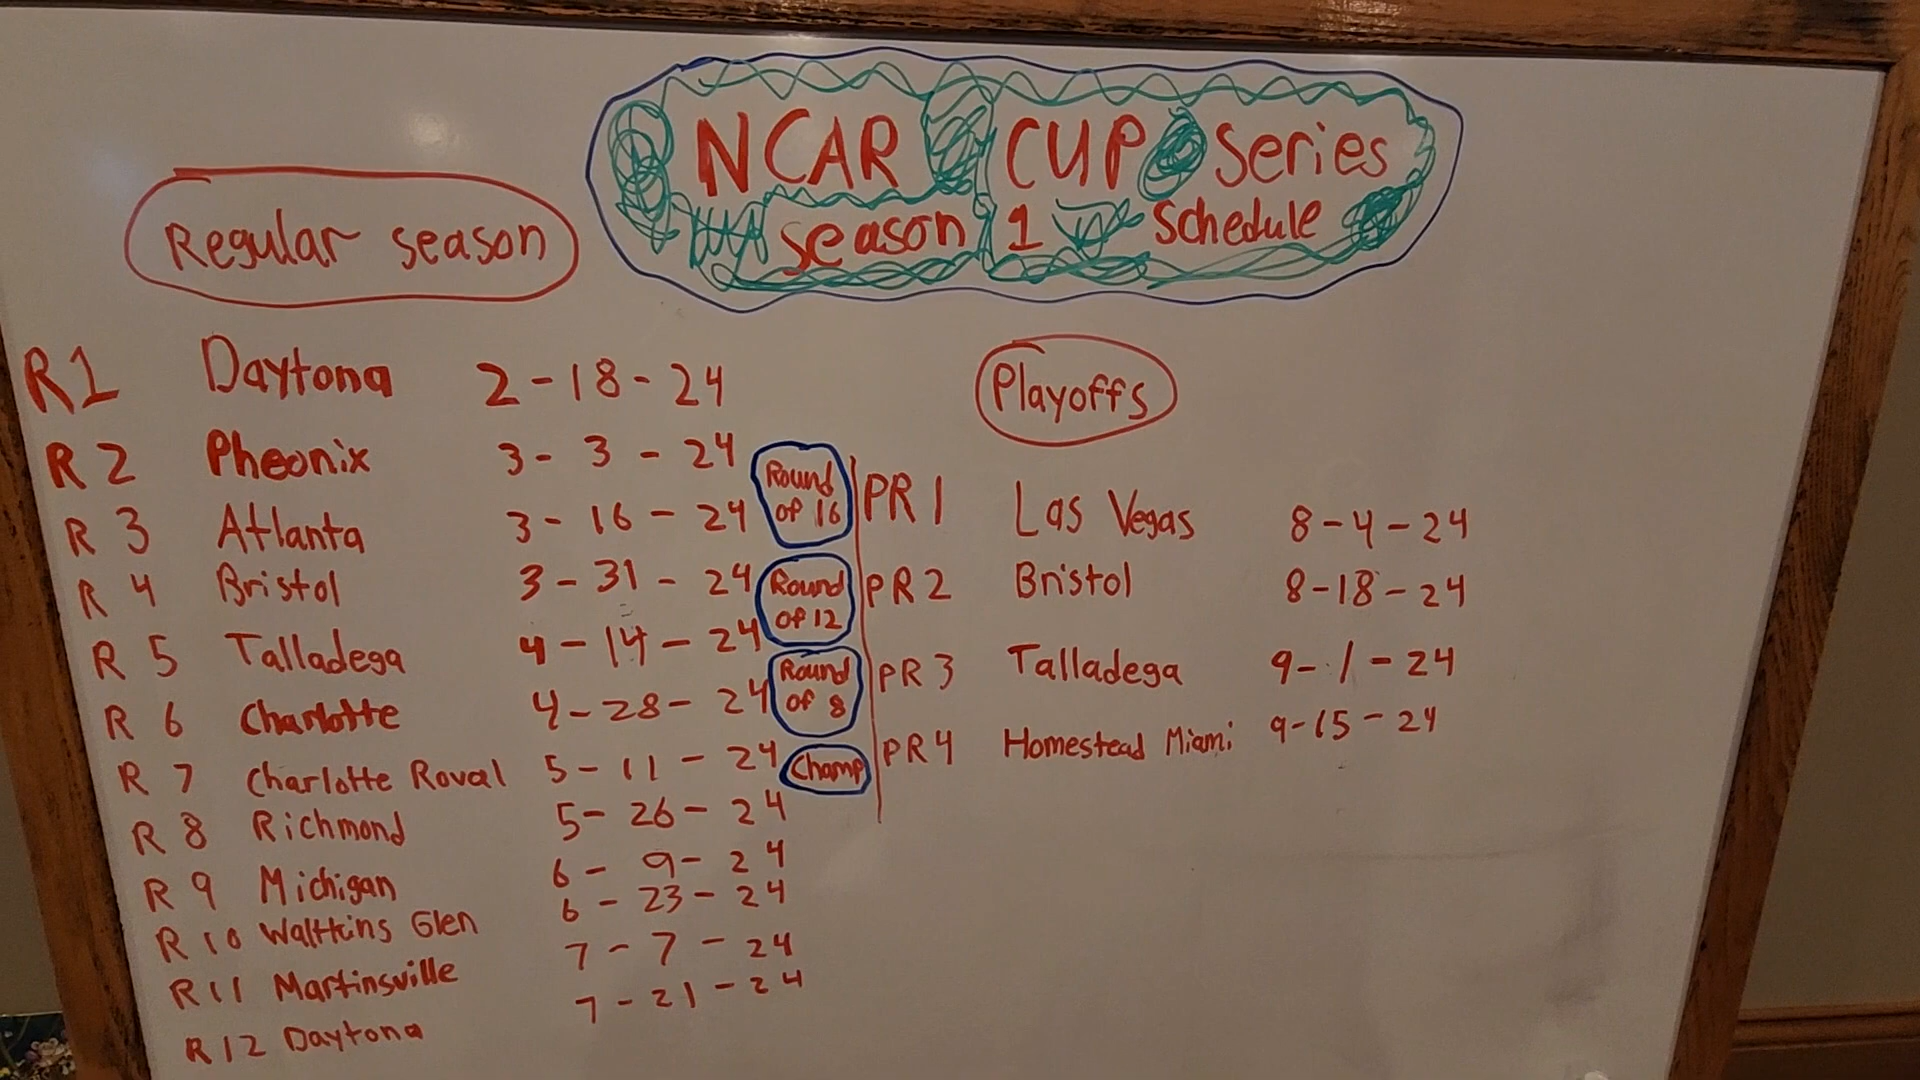 NCAR CUP Series
season 1 schedule
Regular season
R1 Daytona 2-18-24
R2 Pheonix 3-3-24
R3 Atlanta 3-16-24
R4 Bristol 3-31-24
R5 Talladega 4-14-24
R6 Charlotte 4-28-24
R7 Charlotte Roval 5-11-24
R8 Richmond 5-26-24
R9 Michigan 6-9-24
R10 Waltkins Glen 6-23-24
R11 Martinsville 7-7-24
R12 Daytona 7-21-24
Playoffs
Round
of 16
PR1 Las Vegas 8-4-24
Round
of 12
PR2 Bristol 8-18-24
Round
of 8
PR3 Talladega 9-1-24
Champ
PR4 Homestead Miami 9-15-24